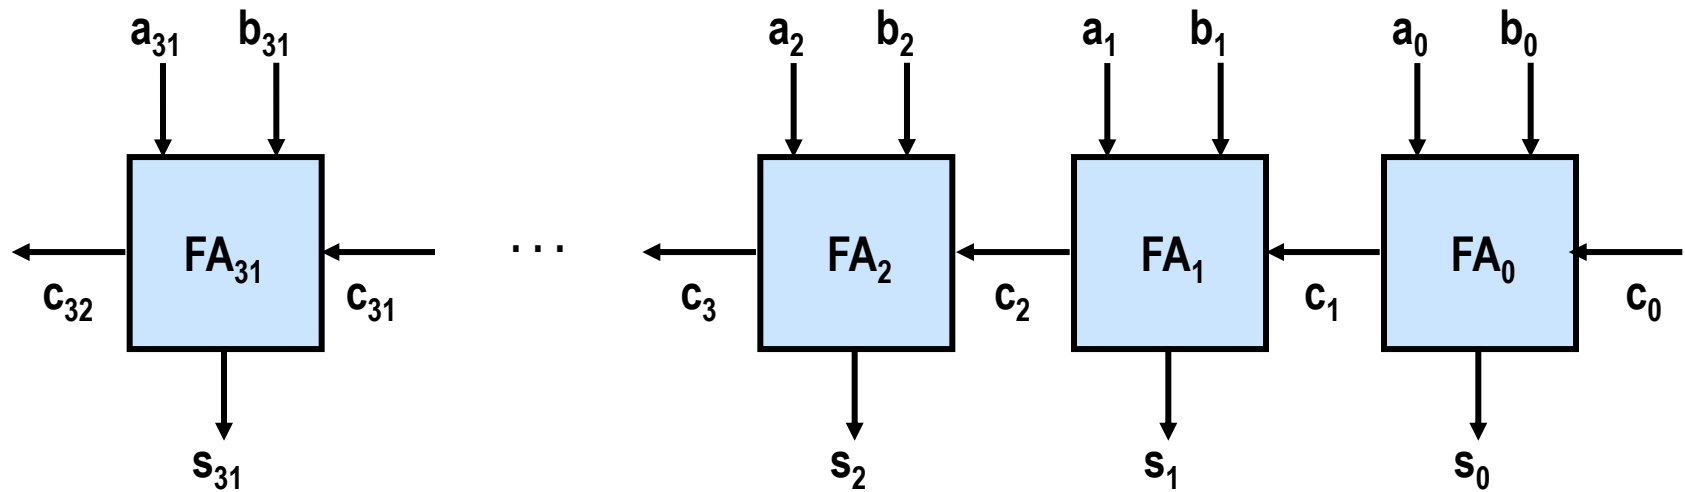 a₃₁ b₃₁ a₂ b₂ a₁ b₁ a₀ b₀
FA₃₁ ... FA₂ FA₁ FA₀
c₃₂ c₃₁ c₃ c₂ c₁ c₀
s₃₁ s₂ s₁ s₀